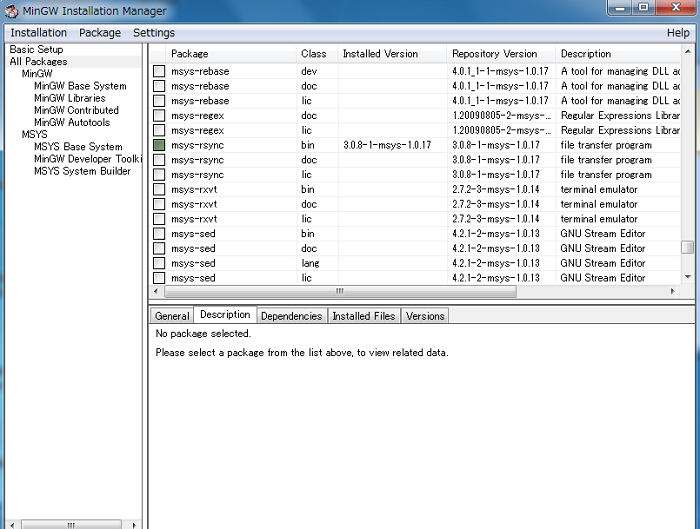 MinGW Installation Manager
Installation Package Settings Help
Basic Setup
All Packages
MinGW
MinGW Base System
MinGW Libraries
MinGW Contributed
MinGW Autotools
MSYS
MSYS Base System
MinGW Developer Toolki
MSYS System Builder
Package Class Installed Version Repository Version Description
msys-rebase dev 4.0.1_1-1-msys-1.0.17 A tool for managing DLL ad
msys-rebase doc 4.0.1_1-1-msys-1.0.17 A tool for managing DLL ad
msys-rebase lic 4.0.1_1-1-msys-1.0.17 A tool for managing DLL ad
msys-regex doc 1.20090805-2-msys-... Regular Expressions Librar
msys-regex lic 1.20090805-2-msys-... Regular Expressions Librar
msys-rsync bin 3.0.8-1-msys-1.0.17 3.0.8-1-msys-1.0.17 file transfer program
msys-rsync doc 3.0.8-1-msys-1.0.17 file transfer program
msys-rsync lic 3.0.8-1-msys-1.0.17 file transfer program
msys-rxvt bin 2.7.2-3-msys-1.0.14 terminal emulator
msys-rxvt doc 2.7.2-3-msys-1.0.14 terminal emulator
msys-rxvt lic 2.7.2-3-msys-1.0.14 terminal emulator
msys-sed bin 4.2.1-2-msys-1.0.13 GNU Stream Editor
msys-sed doc 4.2.1-2-msys-1.0.13 GNU Stream Editor
msys-sed lang 4.2.1-2-msys-1.0.13 GNU Stream Editor
msys-sed lic 4.2.1-2-msys-1.0.13 GNU Stream Editor
General Description Dependencies Installed Files Versions
No package selected.
Please select a package from the list above, to view related data.